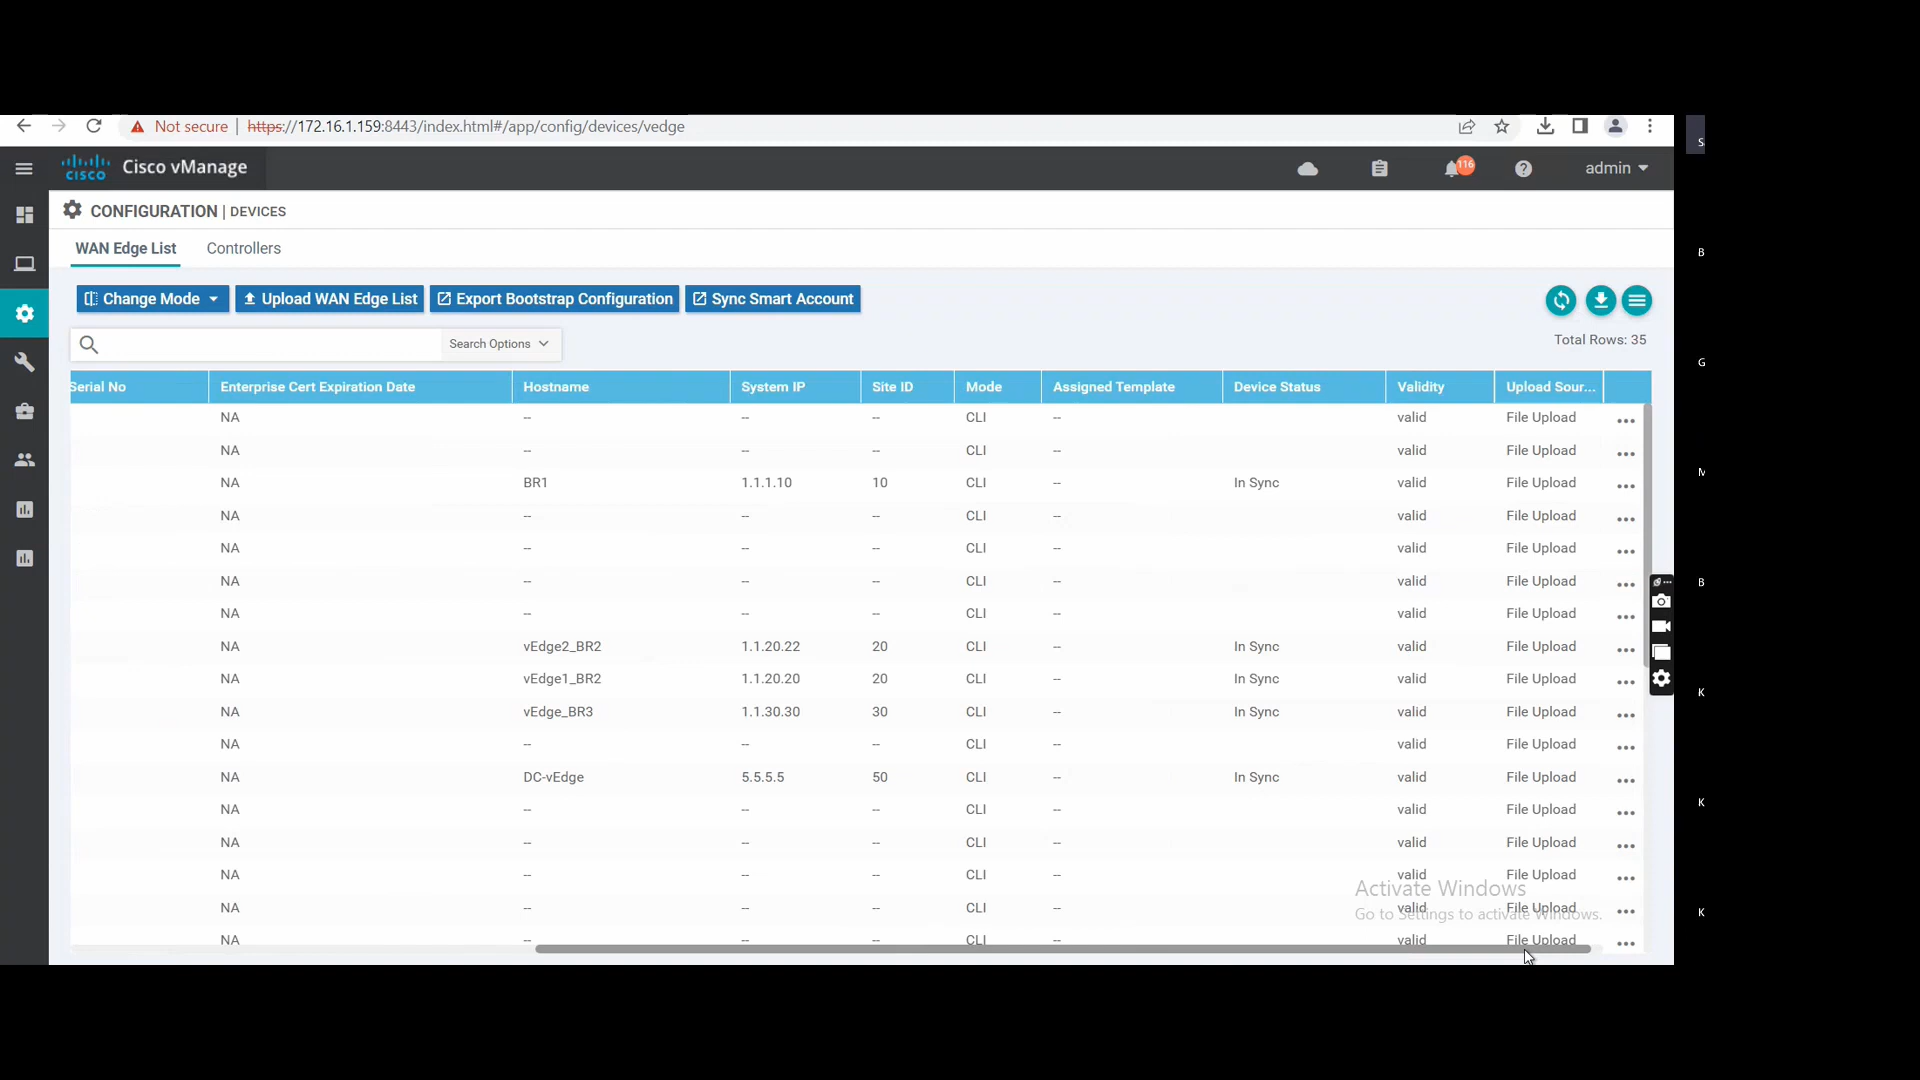 Not secure | https://172.16.1.159:8443/index.html#/app/config/devices/vedge
cisco Cisco vManage 116 admin
CONFIGURATION | DEVICES
WAN Edge List Controllers
Change Mode Upload WAN Edge List Export Bootstrap Configuration Sync Smart Account
Search Options Total Rows: 35
Serial No Enterprise Cert Expiration Date Hostname System IP Site ID Mode Assigned Template Device Status Validity Upload Sour...
NA -- -- -- CLI -- valid File Upload
NA -- -- -- CLI -- valid File Upload
NA BR1 1.1.1.10 10 CLI -- In Sync valid File Upload
NA -- -- -- CLI -- valid File Upload
NA -- -- -- CLI -- valid File Upload
NA -- -- -- CLI -- valid File Upload
NA -- -- -- CLI -- valid File Upload
NA vEdge2_BR2 1.1.20.22 20 CLI -- In Sync valid File Upload
NA vEdge1_BR2 1.1.20.20 20 CLI -- In Sync valid File Upload
NA vEdge_BR3 1.1.30.30 30 CLI -- In Sync valid File Upload
NA -- -- -- CLI -- valid File Upload
NA DC-vEdge 5.5.5.5 50 CLI -- In Sync valid File Upload
NA -- -- -- CLI -- valid File Upload
NA -- -- -- CLI -- valid File Upload
NA -- -- -- CLI -- valid File Upload
NA -- -- -- CLI -- valid File Upload
NA -- -- -- CLI -- valid File Upload
Activate Windows
Go to Settings to activate Windows.
S
B
G
B
K
K
K